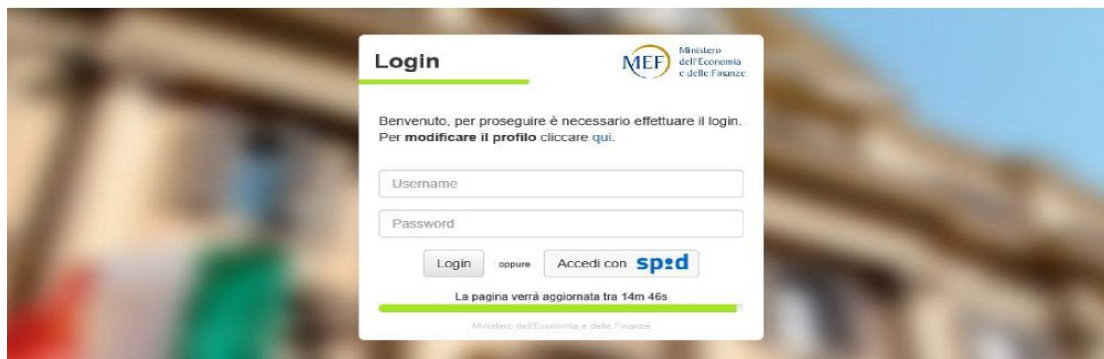 Login
MEF
Ministero
dell'Economia
e delle Finanze
Benvenuto, per proseguire è necessario effettuare il login.
Per modificare il profilo cliccare qui.
Username
Password
Login oppure Accedi con spid
La pagina verrà aggiornata tra 14m 46s
Ministero dell'Economia e delle Finanze